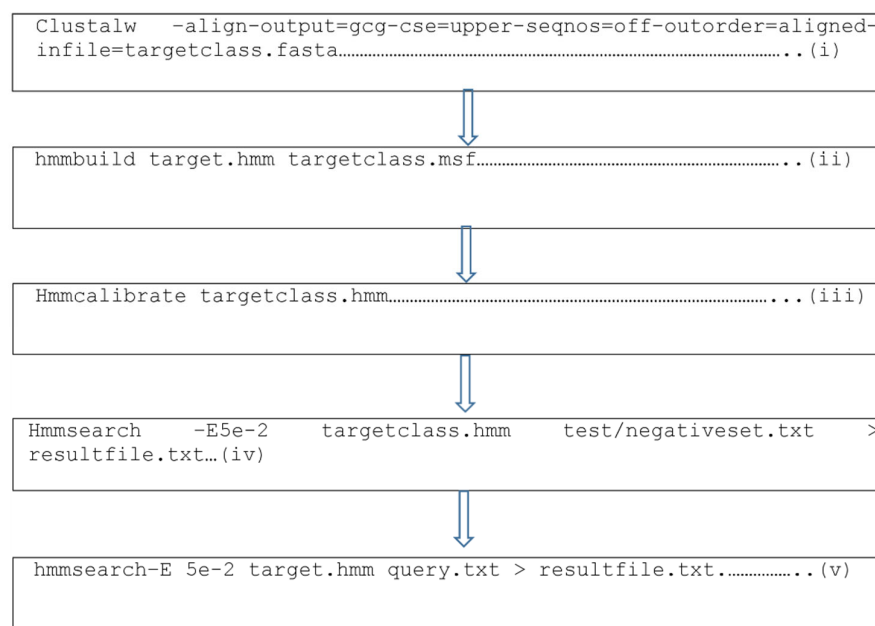 Clustalw -align-output=gcg-cse=upper-seqnos=off-outorder=aligned-
infile=targetclass.fasta……………………………………………………………………………..(i)
hmmbuild target.hmm targetclass.msf……………………………………………………..(ii)
Hmmcalibrate targetclass.hmm…………………………………………………………………...(iii)
Hmmsearch -E5e-2 targetclass.hmm test/negativeset.txt >
resultfile.txt…(iv)
hmmsearch-E 5e-2 target.hmm query.txt > resultfile.txt.……………..(v)